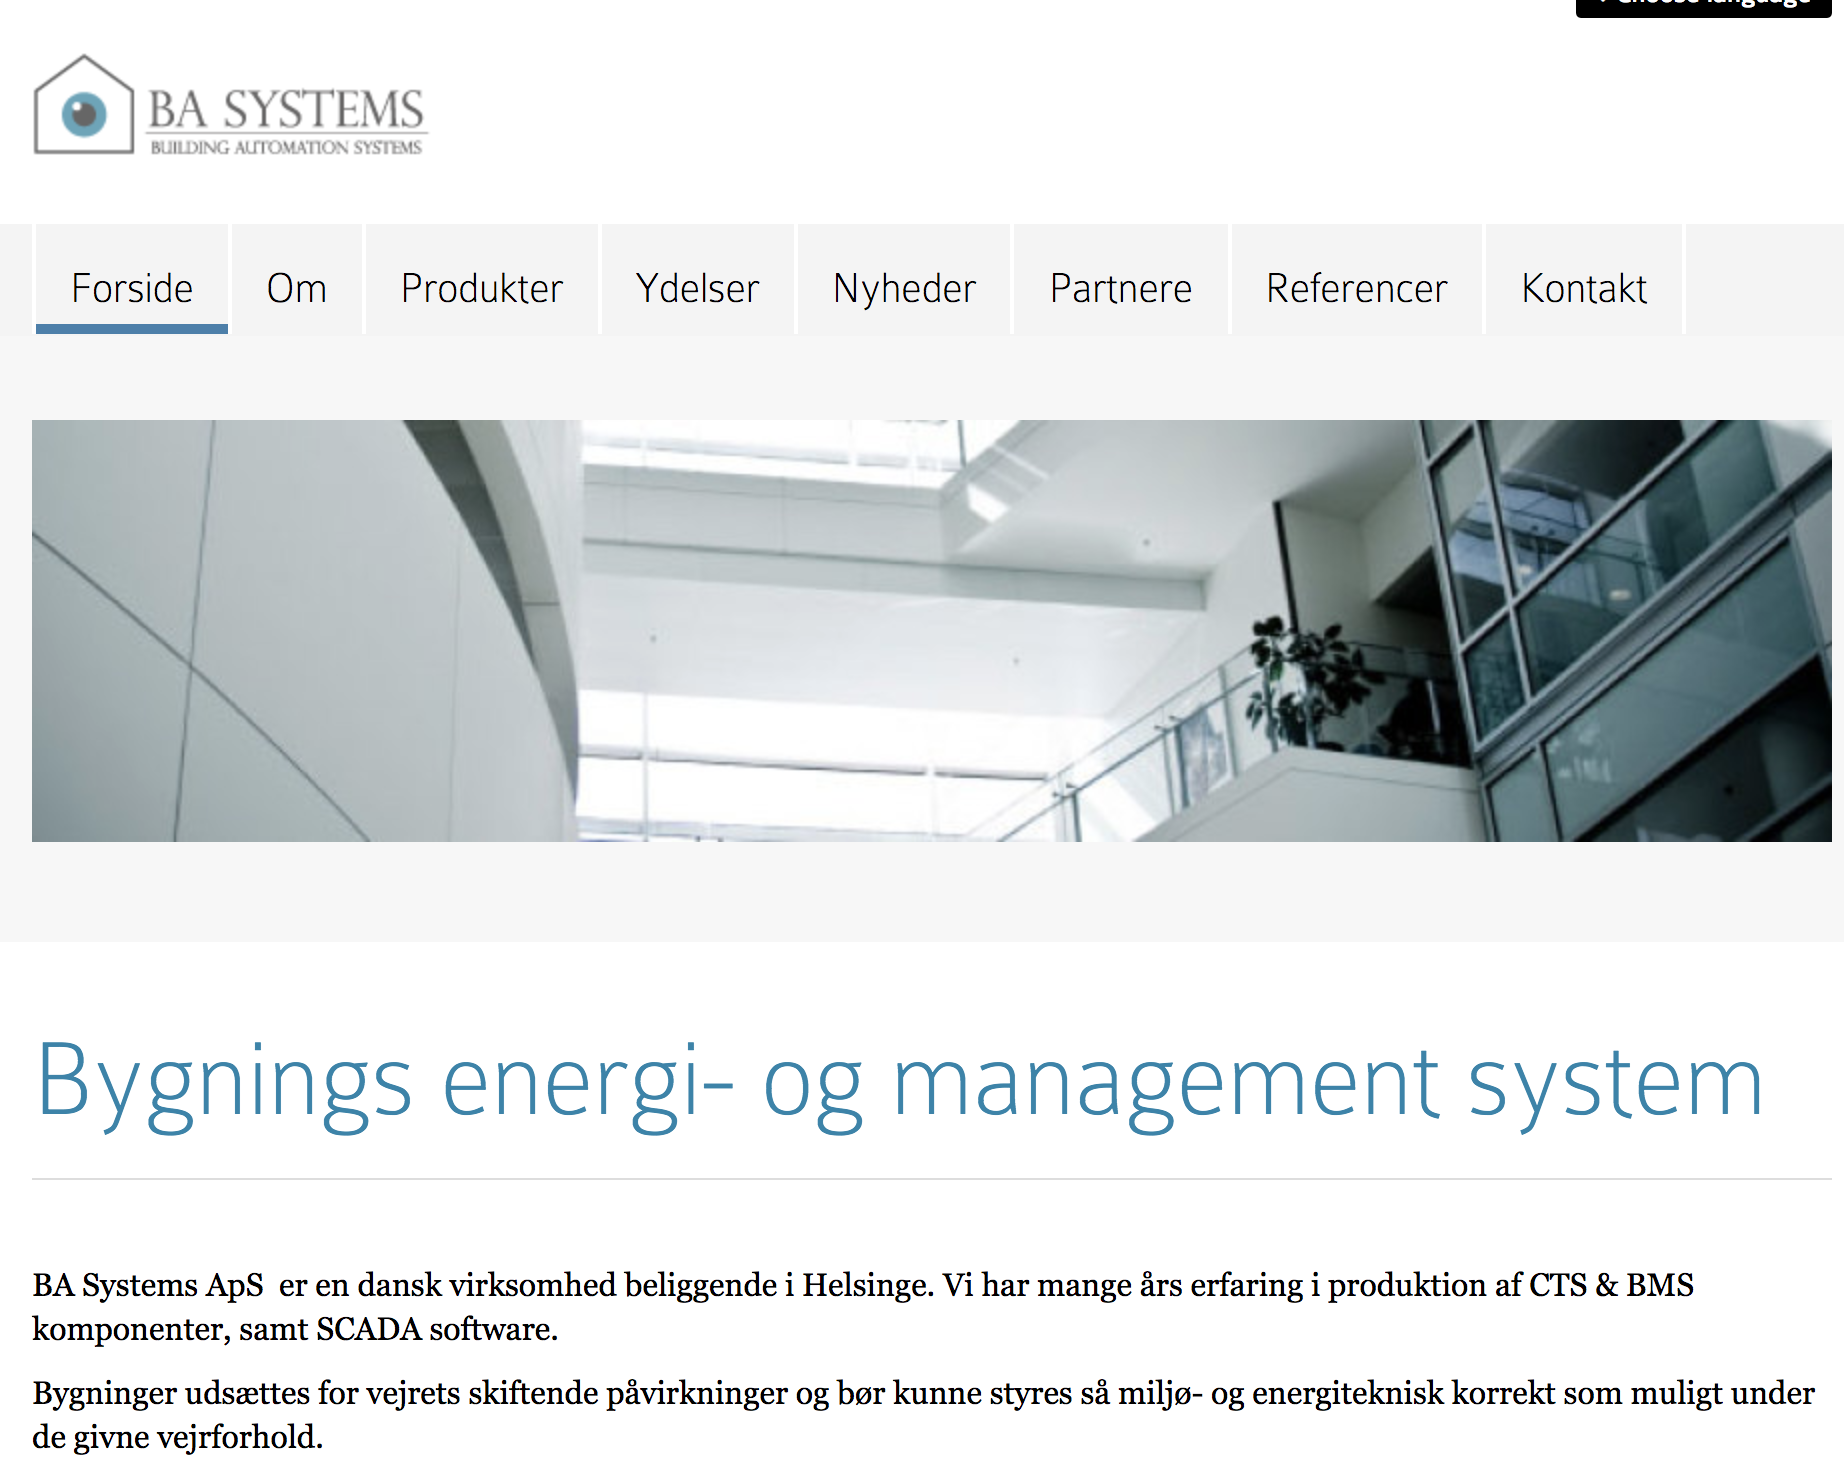 Choose language
BA SYSTEMS
BUILDING AUTOMATION SYSTEMS
Forside
Om
Produkter
Ydelser
Nyheder
Partnere
Referencer
Kontakt
Bygnings energi- og management system
BA Systems ApS er en dansk virksomhed beliggende i Helsinge. Vi har mange års erfaring i produktion af CTS & BMS
komponenter, samt SCADA software.
Bygninger udsættes for vejrets skiftende påvirkninger og bør kunne styres så miljø- og energiteknisk korrekt som muligt under
de givne vejrforhold.